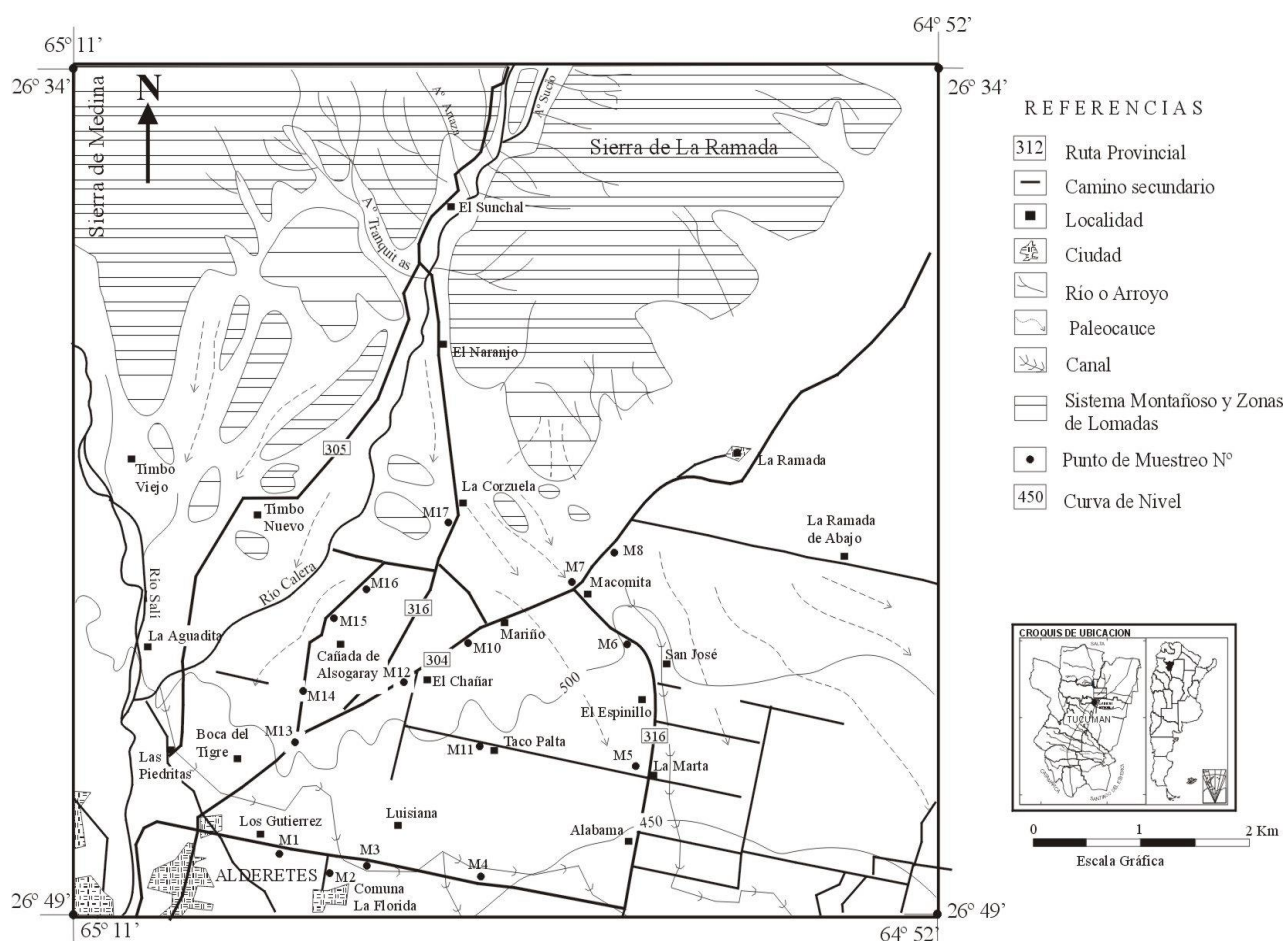 65° 11’
64° 52’
26° 34’
26° 34’
N
Sierra de Medina
A° Amaza
A° Sucio
Sierra de La Ramada
El Sunchal
A° Tranquitas
El Naranjo
305
Timbo
Viejo
Timbo
Nuevo
La Corzuela
La Ramada
M17
La Ramada
de Abajo
M8
M7
Macomita
Río Salí
Río Calera
M16
M15
316
Mariño
M10
M6
San José
La Aguadita
Cañada de
Alsogaray
304
M12
El Chañar
500
M14
El Espinillo
Boca del
Tigre
M13
Las
Piedritas
M11
Taco Palta
316
M5
La Marta
Los Gutierrez
Luisiana
Alabama
450
M1
ALDERETES
M2
M3
M4
Comuna
La Florida
26° 49’
26° 49’
65° 11’
64° 52’
REFERENCIAS
312 Ruta Provincial
Camino secundario
Localidad
Ciudad
Río o Arroyo
Paleocauce
Canal
Sistema Montañoso y Zonas
de Lomadas
Punto de Muestreo N°
450 Curva de Nivel
CROQUIS DE UBICACION
SALTA
TUCUMAN
CATAMARCA
SANTIAGO DEL ESTERO
0 1 2 Km
Escala Gráfica